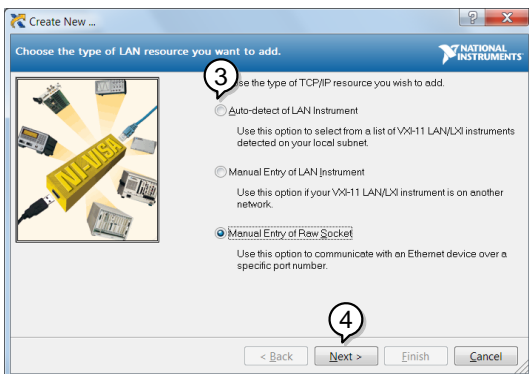 Create New ...
? X
Choose the type of LAN resource you want to add.
NATIONAL
INSTRUMENTS
3
se the type of TCP/IP resource you wish to add.
Auto-detect of LAN Instrument
Use this option to select from a list of VXI-11 LAN/LXI instruments
detected on your local subnet.
Manual Entry of LAN Instrument
Use this option if your VXI-11 LAN/LXI instrument is on another
network.
Manual Entry of Raw Socket
Use this option to communicate with an Ethernet device over a
specific port number.
NI-VISA
4
< Back
Next >
Finish
Cancel